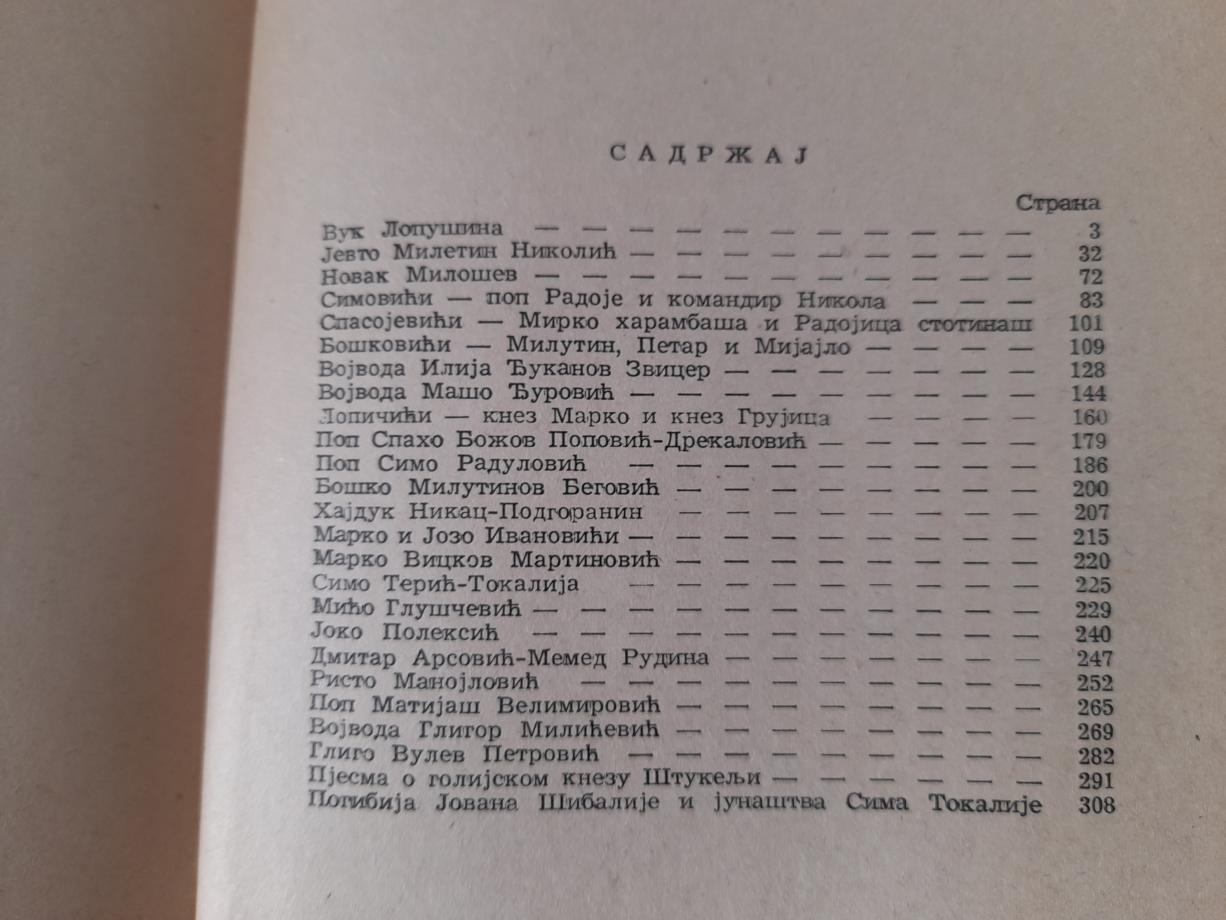 САДРЖАЈ
Страна
Вук Лопушина — — — — — — — — — — — 3
Јевто Милетин Николић — — — — — — — — — 32
Новак Милошев — — — — — — — — — — — 72
Симовићи — поп Радоје и командир Никола — — — 83
Спасојевићи — Мирко харамбаша и Радојица стотинаш 101
Бошковићи — Милутин, Петар и Мијајло — — — — 109
Војвода Илија Ђуканов Звицер — — — — — — — 128
Војвода Машо Ђуровић — — — — — — — — — 144
Лопичићи — кнез Марко и кнез Грујица — — — — 160
Поп Спахо Божов Поповић-Дрекаловић — — — — — 179
Поп Симо Радуловић — — — — — — — — — 186
Бошко Милутинов Беговић — — — — — — — — 200
Хајдук Никац-Подгоранин — — — — — — — — 207
Марко и Јозо Ивановићи — — — — — — — — — 215
Марко Вицков Мартиновић — — — — — — — — 220
Симо Терић-Токалија — — — — — — — — — 225
Мићо Глушчевић — — — — — — — — — — — 229
Јоко Полексић — — — — — — — — — — — 240
Дмитар Арсовић-Мемед Рудина — — — — — — — 247
Ристо Манојловић — — — — — — — — — — 252
Поп Матијаш Велимировић — — — — — — — — 265
Војвода Глигор Милићевић — — — — — — — — 269
Глиго Вулев Петровић — — — — — — — — — 282
Пјесма о голијском кнезу Штукељи — — — — — — 291
Погибија Јована Шибалије и јунаштва Сима Токалије 308